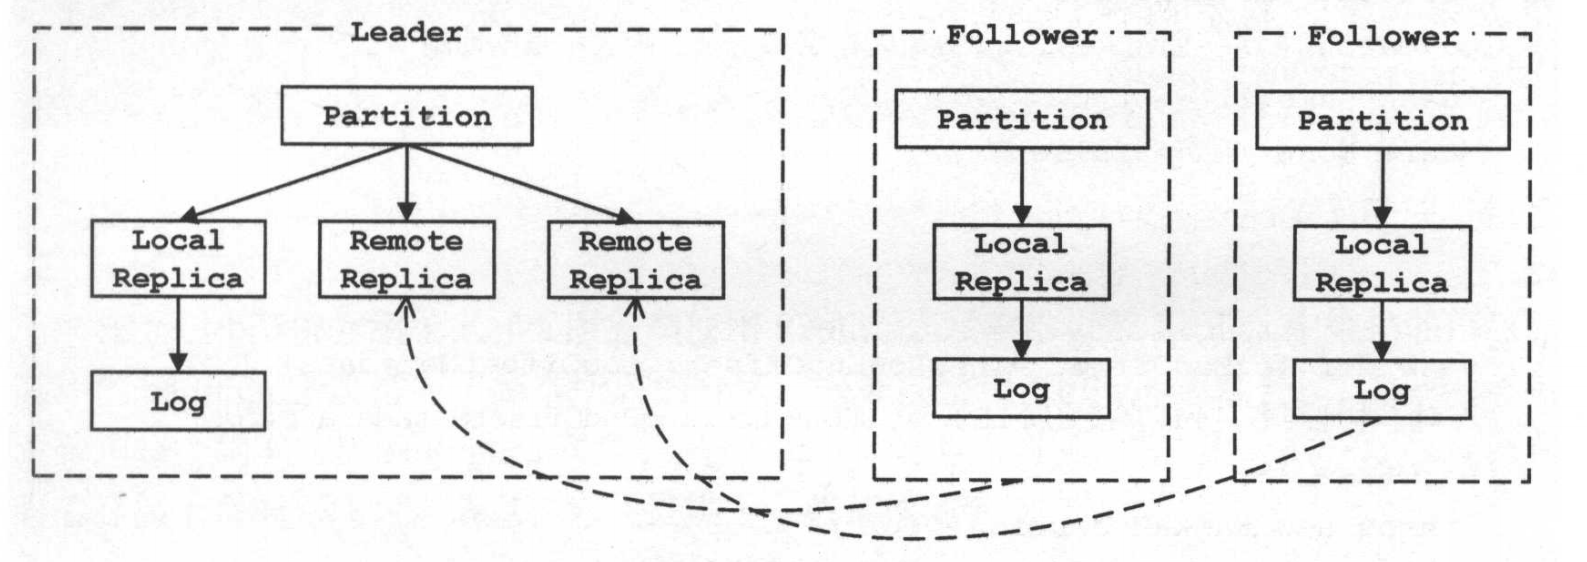 Leader
Partition
Local
Replica
Remote
Replica
Remote
Replica
Log
Follower
Partition
Local
Replica
Log
Follower
Partition
Local
Replica
Log